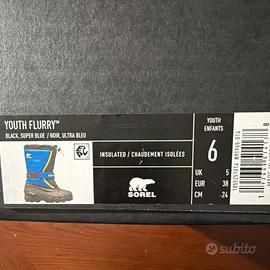 YOUTH FLURRY™
BLACK, SUPER BLUE / NOIR, ULTRA BLEU
INSULATED / CHAUDEMENT ISOLÉES
SOREL
YOUTH
ENFANTS
6
UK 5
EUR 38
CM 24
subito.it